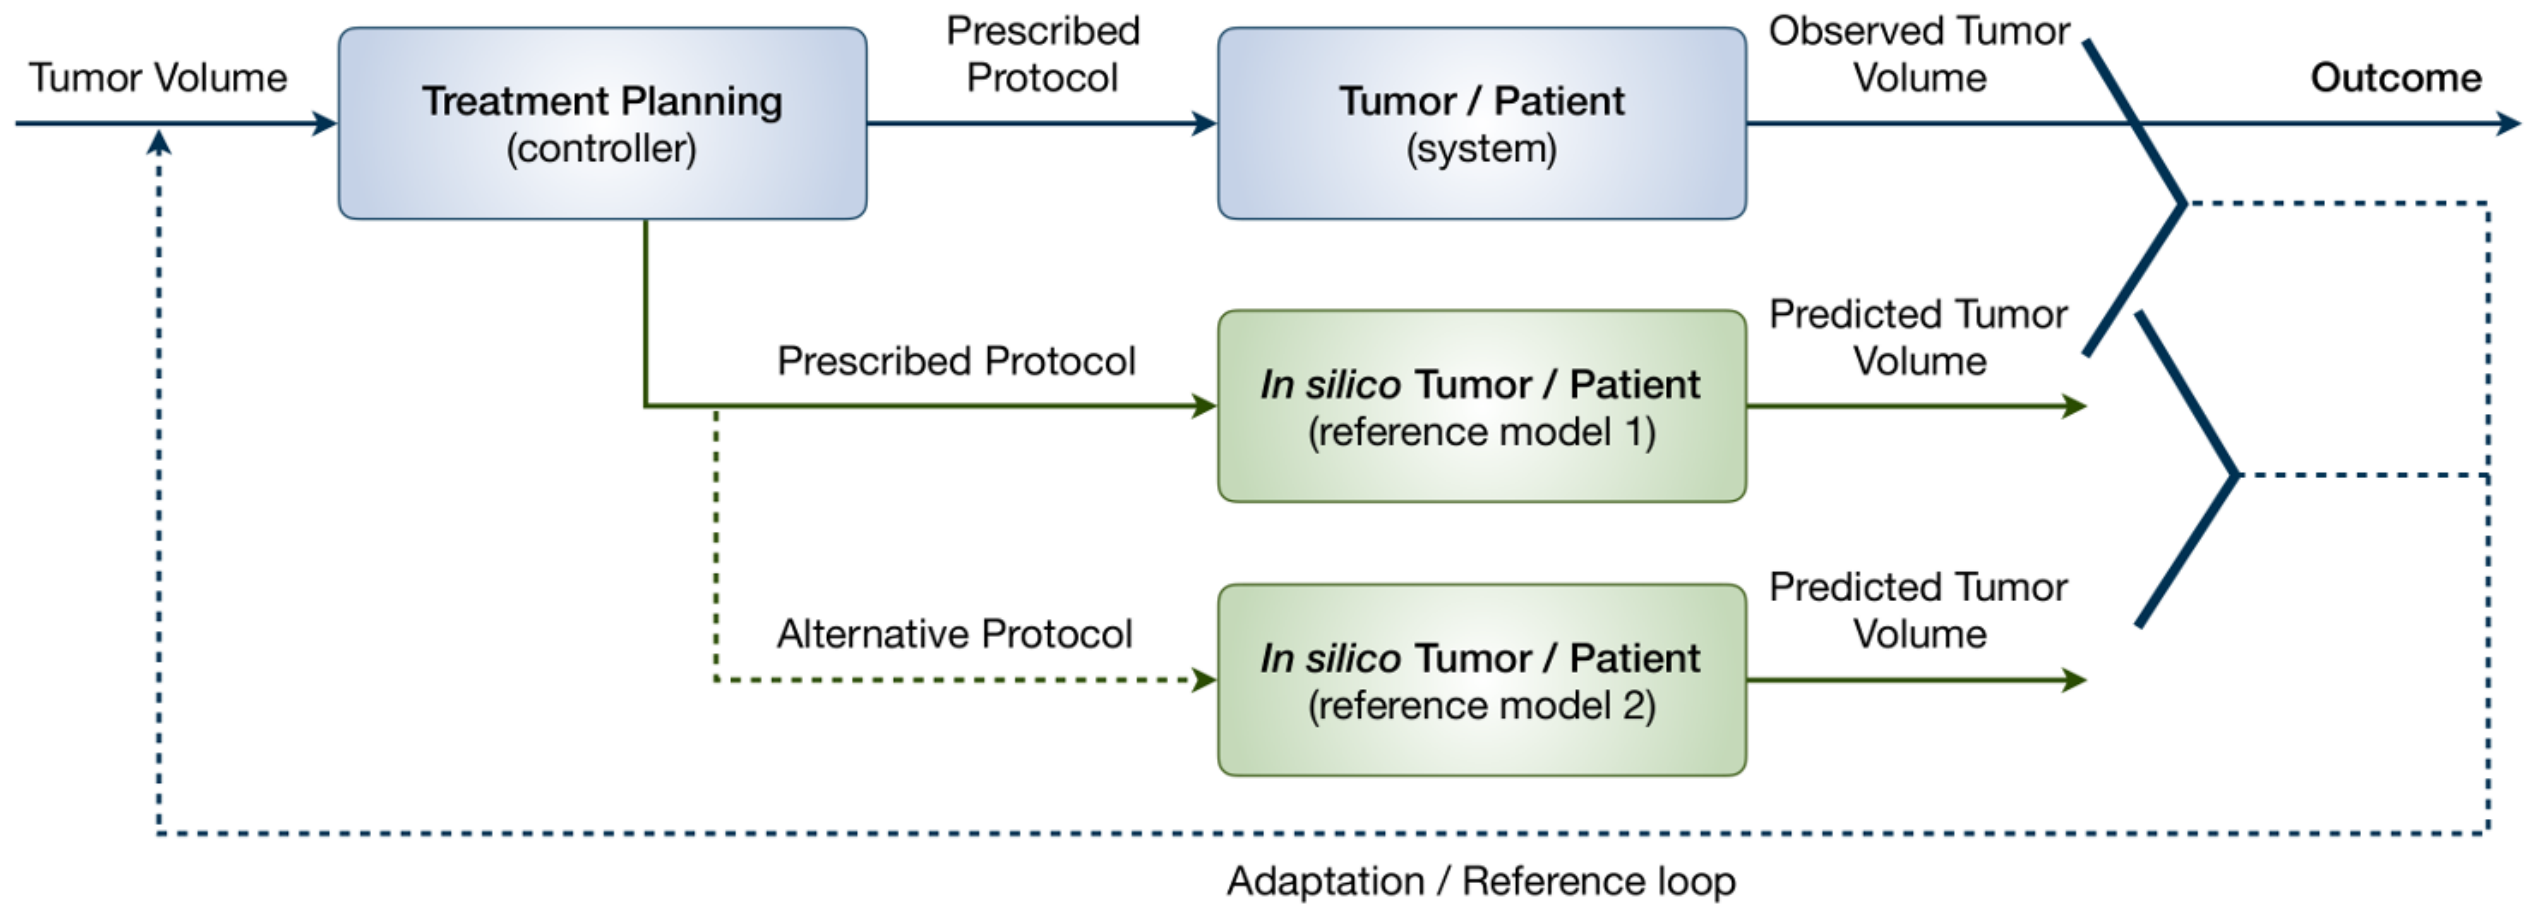 Tumor Volume
Treatment Planning
(controller)
Prescribed
Protocol
Tumor / Patient
(system)
Observed Tumor
Volume
Outcome
Prescribed Protocol
In silico Tumor / Patient
(reference model 1)
Predicted Tumor
Volume
Alternative Protocol
In silico Tumor / Patient
(reference model 2)
Predicted Tumor
Volume
Adaptation / Reference loop